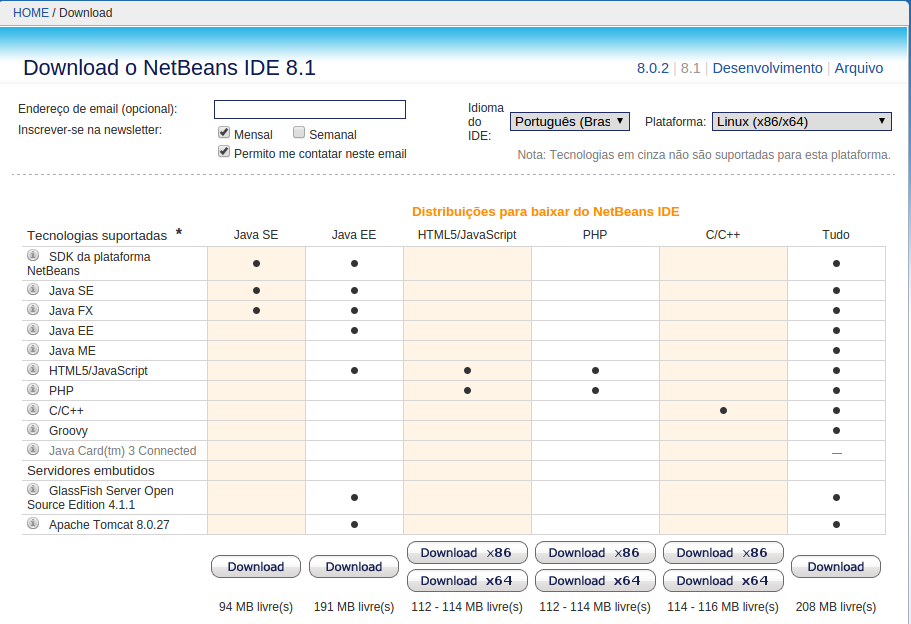 HOME / Download
Download o NetBeans IDE 8.1
8.0.2 | 8.1 | Desenvolvimento | Arquivo
Endereço de email (opcional):
Inscrever-se na newsletter:
Mensal Semanal
Permito me contatar neste email
Idioma
do
IDE:
Português (Bras
Plataforma: Linux (x86/x64)
Nota: Tecnologias em cinza não são suportadas para esta plataforma.
Distribuições para baixar do NetBeans IDE
Tecnologias suportadas * Java SE Java EE HTML5/JavaScript PHP C/C++ Tudo
SDK da plataforma
NetBeans
Java SE
Java FX
Java EE
Java ME
HTML5/JavaScript
PHP
C/C++
Groovy
Java Card(tm) 3 Connected —
Servidores embutidos
GlassFish Server Open
Source Edition 4.1.1
Apache Tomcat 8.0.27
Download x86 Download x86 Download x86
Download Download Download
Download x64 Download x64 Download x64
94 MB livre(s) 191 MB livre(s) 112 - 114 MB livre(s) 112 - 114 MB livre(s) 114 - 116 MB livre(s) 208 MB livre(s)